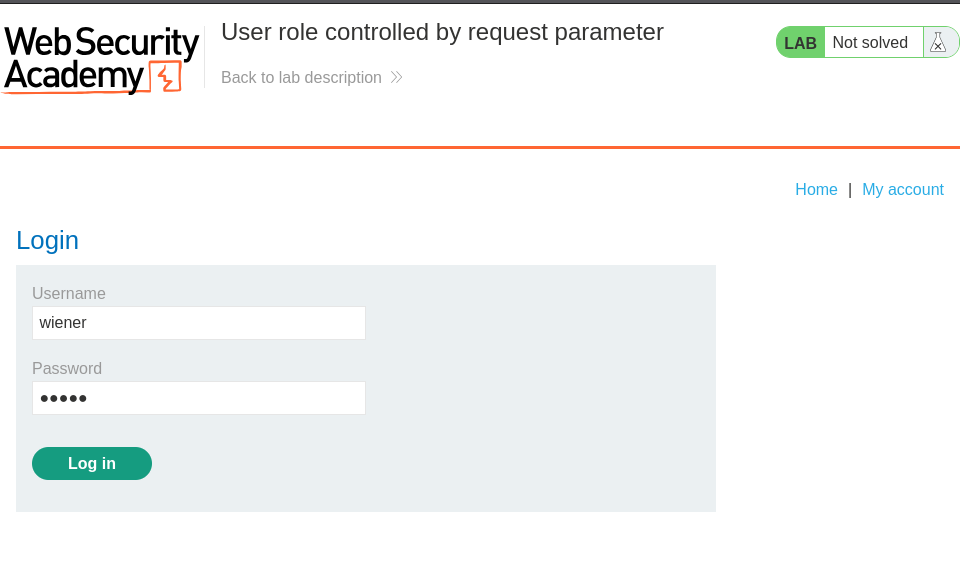 Web Security
Academy
User role controlled by request parameter
Back to lab description
LAB Not solved
Home | My account
Login
Username
wiener
Password
•••••
Log in